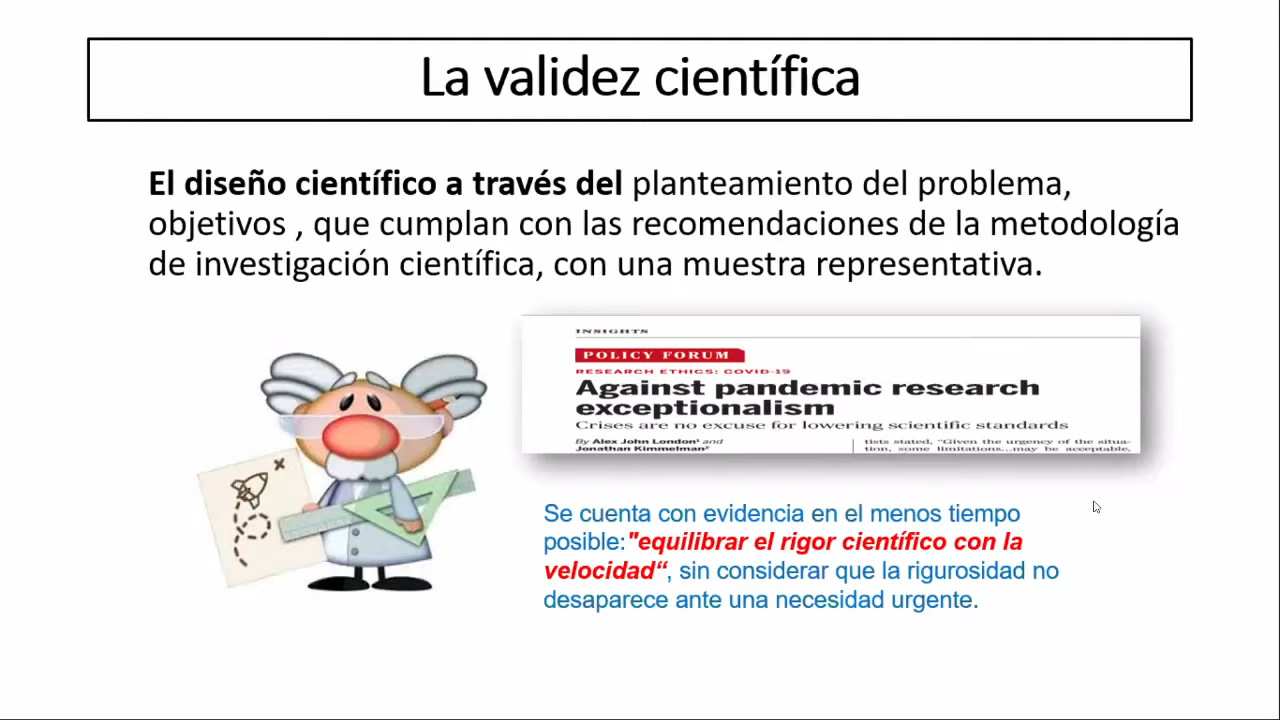 La validez científica
El diseño científico a través del planteamiento del problema,
objetivos , que cumplan con las recomendaciones de la metodología
de investigación científica, con una muestra representativa.
INSIGHTS
POLICY FORUM
RESEARCH ETHICS: COVID-19
Against pandemic research
exceptionalism
Crises are no excuse for lowering scientific standards
By Alex John London¹ and
Jonathan Kimmelman²
tists stated, “Given the urgency of the situa-
tion, some limitations...may be acceptable,
Se cuenta con evidencia en el menos tiempo
posible:"equilibrar el rigor científico con la
velocidad“, sin considerar que la rigurosidad no
desaparece ante una necesidad urgente.